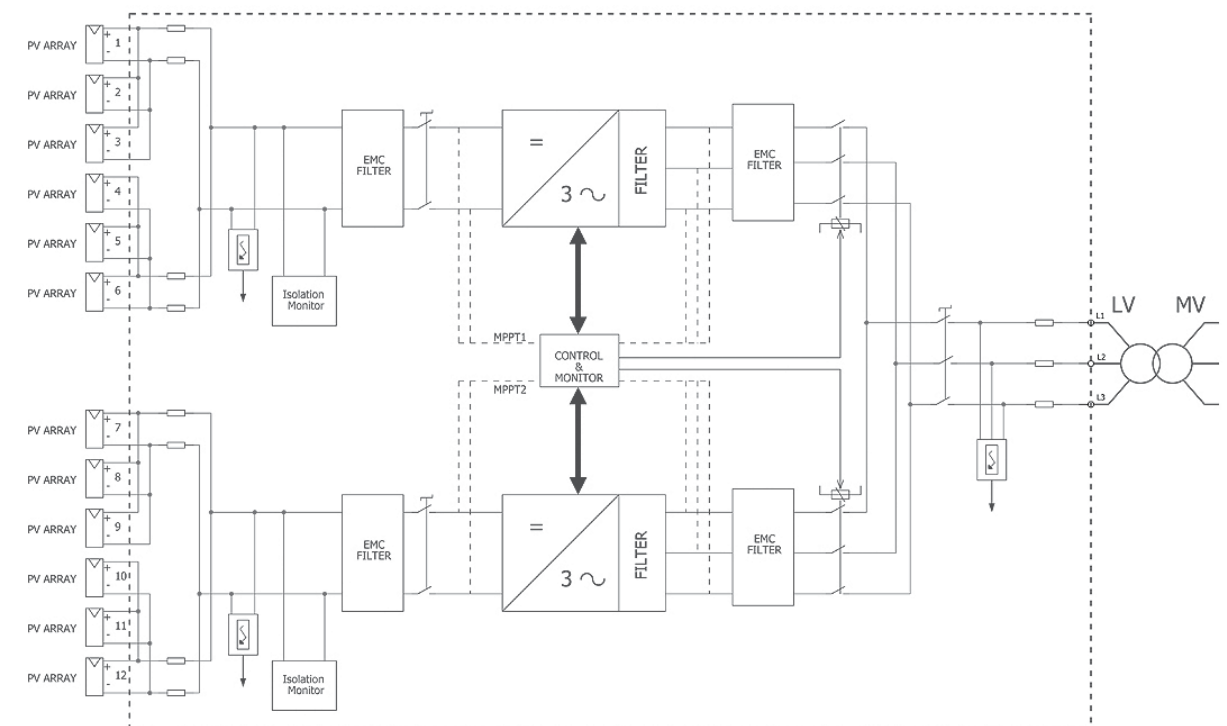 PV ARRAY + - 1
PV ARRAY + - 2
PV ARRAY + - 3
PV ARRAY + - 4
PV ARRAY + - 5
PV ARRAY + - 6
EMC
FILTER
=
3 ~
FILTER
EMC
FILTER
Isolation
Monitor
MPPT1
CONTROL
&
MONITOR
MPPT2
LV
MV
L1
L2
L3
PV ARRAY + - 7
PV ARRAY + - 8
PV ARRAY + - 9
PV ARRAY + - 10
PV ARRAY + - 11
PV ARRAY + - 12
EMC
FILTER
=
3 ~
FILTER
EMC
FILTER
Isolation
Monitor